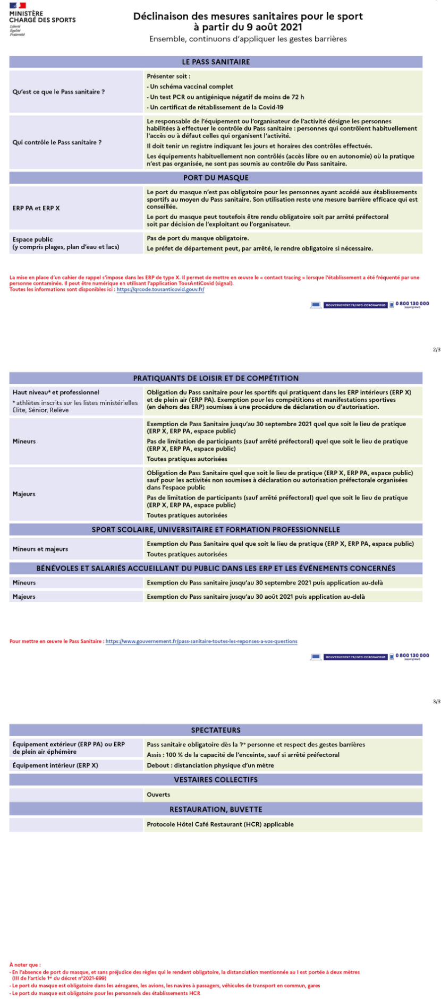 MINISTÈRE
CHARGÉ DES SPORTS
Liberté
Égalité
Fraternité
Déclinaison des mesures sanitaires pour le sport
à partir du 9 août 2021
Ensemble, continuons d’appliquer les gestes barrières
LE PASS SANITAIRE
Qu’est ce que le Pass sanitaire ?
Présenter soit :
- Un schéma vaccinal complet
- Un test PCR ou antigénique négatif de moins de 72 h
- Un certificat de rétablissement de la Covid-19
Qui contrôle le Pass sanitaire ?
Le responsable de l’équipement ou l’organisateur de l’activité désigne les personnes
habilitées à effectuer le contrôle du Pass sanitaire : personnes qui contrôlent habituellement
l’accès ou à défaut celles qui organisent l’activité.
Il doit tenir un registre indiquant les jours et horaires des contrôles effectués.
Les équipements habituellement non contrôlés (accès libre ou en autonomie) où la pratique
n’est pas organisée, ne sont pas soumis au contrôle du Pass sanitaire.
PORT DU MASQUE
ERP PA et ERP X
Le port du masque n’est pas obligatoire pour les personnes ayant accédé aux établissements
sportifs au moyen du Pass sanitaire. Son utilisation reste une mesure barrière efficace qui est
conseillée.
Le port du masque peut toutefois être rendu obligatoire soit par arrêté préfectoral
soit par décision de l’exploitant ou l’organisateur.
Espace public
(y compris plages, plan d’eau et lacs)
Pas de port du masque obligatoire.
Le préfet de département peut, par arrêté, le rendre obligatoire si nécessaire.
La mise en place d’un cahier de rappel s’impose dans les ERP de type X. Il permet de mettre en œuvre le « contact tracing » lorsque l’établissement a été fréquenté par une
personne contaminée. Il peut être numérique en utilisant l’application TousAntiCovid (signal).
Toutes les informations sont disponibles ici : https://qrcode.tousanticovid.gouv.fr/
GOUVERNEMENT.FR/INFO-CORONAVIRUS 0 800 130 000
(appel gratuit)
2/3
PRATIQUANTS DE LOISIR ET DE COMPÉTITION
Haut niveau* et professionnel
* athlètes inscrits sur les listes ministérielles
Élite, Sénior, Relève
Obligation du Pass sanitaire pour les sportifs qui pratiquent dans les ERP intérieurs (ERP X)
et de plein air (ERP PA). Exemption pour les compétitions et manifestations sportives
(en dehors des ERP) soumises à une procédure de déclaration ou d’autorisation.
Mineurs
Exemption de Pass Sanitaire jusqu’au 30 septembre 2021 quel que soit le lieu de pratique
(ERP X, ERP PA, espace public)
Pas de limitation de participants (sauf arrêté préfectoral) quel que soit le lieu de pratique
(ERP X, ERP PA, espace public)
Toutes pratiques autorisées
Majeurs
Obligation de Pass Sanitaire quel que soit le lieu de pratique (ERP X, ERP PA, espace public)
sauf pour les activités non soumises à déclaration ou autorisation préfectorale organisées
dans l’espace public
Pas de limitation de participants (sauf arrêté préfectoral) quel que soit le lieu de pratique
(ERP X, ERP PA, espace public)
Toutes pratiques autorisées
SPORT SCOLAIRE, UNIVERSITAIRE ET FORMATION PROFESSIONNELLE
Mineurs et majeurs
Exemption du Pass Sanitaire quel que soit le lieu de pratique (ERP X, ERP PA, espace public)
Toutes pratiques autorisées
BÉNÉVOLES ET SALARIÉS ACCUEILLANT DU PUBLIC DANS LES ERP ET LES ÉVÉNEMENTS CONCERNÉS
Mineurs
Exemption du Pass sanitaire jusqu’au 30 septembre 2021 puis application au-delà
Majeurs
Exemption du Pass sanitaire jusqu’au 30 août 2021 puis application au-delà
Pour mettre en œuvre le Pass Sanitaire : https://www.gouvernement.fr/pass-sanitaire-toutes-les-reponses-a-vos-questions
GOUVERNEMENT.FR/INFO-CORONAVIRUS 0 800 130 000
(appel gratuit)
3/3
SPECTATEURS
Équipement extérieur (ERP PA) ou ERP
de plein air éphémère
Équipement intérieur (ERP X)
Pass sanitaire obligatoire dès la 1re personne et respect des gestes barrières
Assis : 100 % de la capacité de l’enceinte, sauf si arrêté préfectoral
Debout : distanciation physique d’un mètre
VESTAIRES COLLECTIFS
Ouverts
RESTAURATION, BUVETTE
Protocole Hôtel Café Restaurant (HCR) applicable
À noter que :
- En l’absence de port du masque, et sans préjudice des règles qui le rendent obligatoire, la distanciation mentionnée au I est portée à deux mètres
(III de l’article 1er du décret n°2021-699)
- Le port du masque est obligatoire dans les aérogares, les avions, les navires à passagers, véhicules de transport en commun, gares
- Le port du masque est obligatoire pour les personnels des établissements HCR